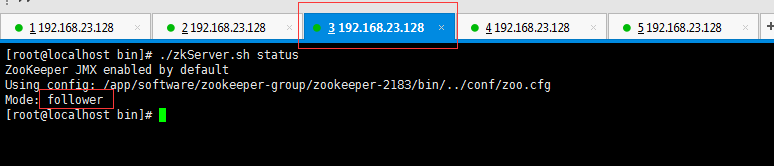 1 192.168.23.128 × 2 192.168.23.128 × 3 192.168.23.128 × 4 192.168.23.128 × 5 192.168.23.128 × +
[root@localhost bin]# ./zkServer.sh status
ZooKeeper JMX enabled by default
Using config: /app/software/zookeeper-group/zookeeper-2183/bin/../conf/zoo.cfg
Mode: follower
[root@localhost bin]#